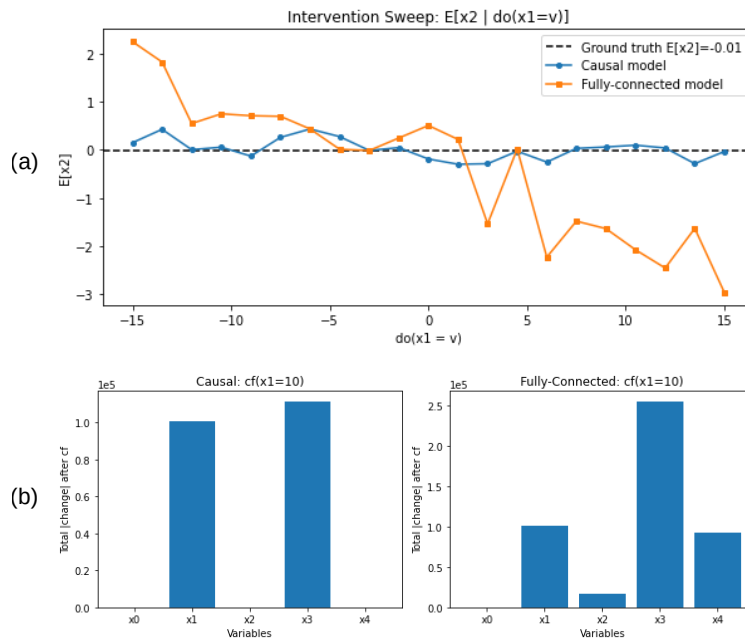 Intervention Sweep: E[x2 | do(x1=v)]
2
1
0
−1
−2
−3
E[x2]
Ground truth E[x2]=-0.01
Causal model
Fully-connected model
(a)
−15
−10
−5
0
5
10
15
do(x1 = v)
(b)
Causal: cf(x1=10)
1e5
1.0
0.8
0.6
0.4
0.2
0.0
Total |change| after cf
x0
x1
x2
x3
x4
Variables
Fully-Connected: cf(x1=10)
1e5
2.5
2.0
1.5
1.0
0.5
0.0
Total |change| after cf
x0
x1
x2
x3
x4
Variables